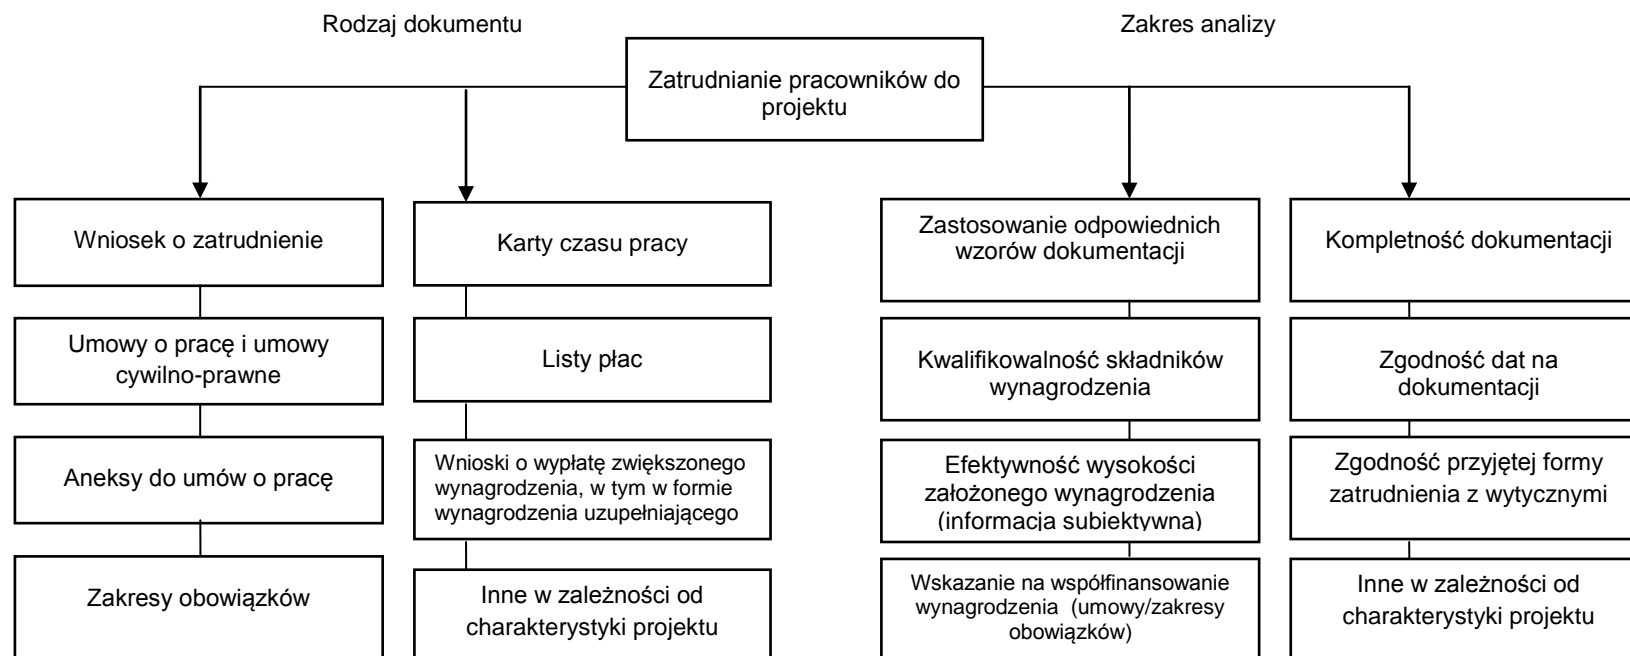 Rodzaj dokumentu
Zakres analizy
Zatrudnianie pracowników do
projektu
Wniosek o zatrudnienie
Umowy o pracę i umowy
cywilno-prawne
Aneksy do umów o pracę
Zakresy obowiązków
Karty czasu pracy
Listy płac
Wnioski o wypłatę zwiększonego
wynagrodzenia, w tym w formie
wynagrodzenia uzupełniającego
Inne w zależności od
charakterystyki projektu
Zastosowanie odpowiednich
wzorów dokumentacji
Kwalifikowalność składników
wynagrodzenia
Efektywność wysokości
założonego wynagrodzenia
(informacja subiektywna)
Wskazanie na współfinansowanie
wynagrodzenia (umowy/zakresy
obowiązków)
Kompletność dokumentacji
Zgodność dat na
dokumentacji
Zgodność przyjętej formy
zatrudnienia z wytycznymi
Inne w zależności od
charakterystyki projektu